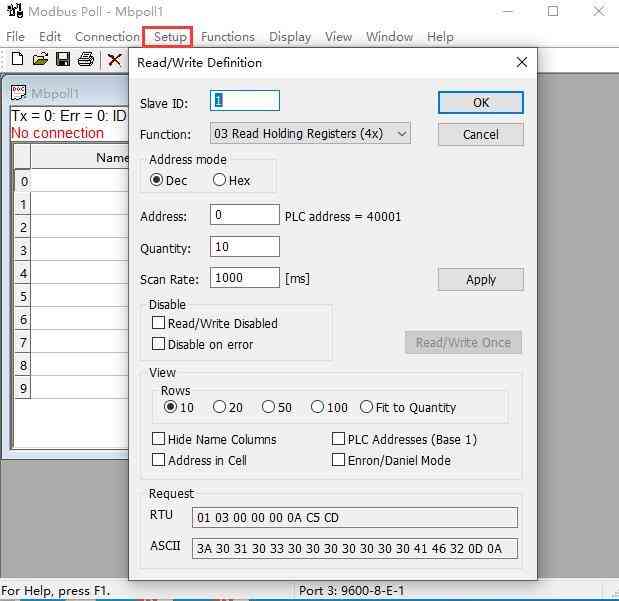 Modbus Poll - Mbpoll1
File Edit Connection Setup Functions Display View Window Help
Mbpoll1
Tx = 0: Err = 0: ID
No connection
Name
0
1
2
3
4
5
6
7
8
9
Read/Write Definition
Slave ID: 1
OK
Function: 03 Read Holding Registers (4x)
Cancel
Address mode
Dec Hex
Address: 0 PLC address = 40001
Quantity: 10
Scan Rate: 1000 [ms]
Apply
Disable
Read/Write Disabled
Disable on error
Read/Write Once
View
Rows
10 20 50 100 Fit to Quantity
Hide Name Columns PLC Addresses (Base 1)
Address in Cell Enron/Daniel Mode
Request
RTU 01 03 00 00 00 0A C5 CD
ASCII 3A 30 31 30 33 30 30 30 30 30 30 30 41 46 32 0D 0A
For Help, press F1. Port 3: 9600-8-E-1